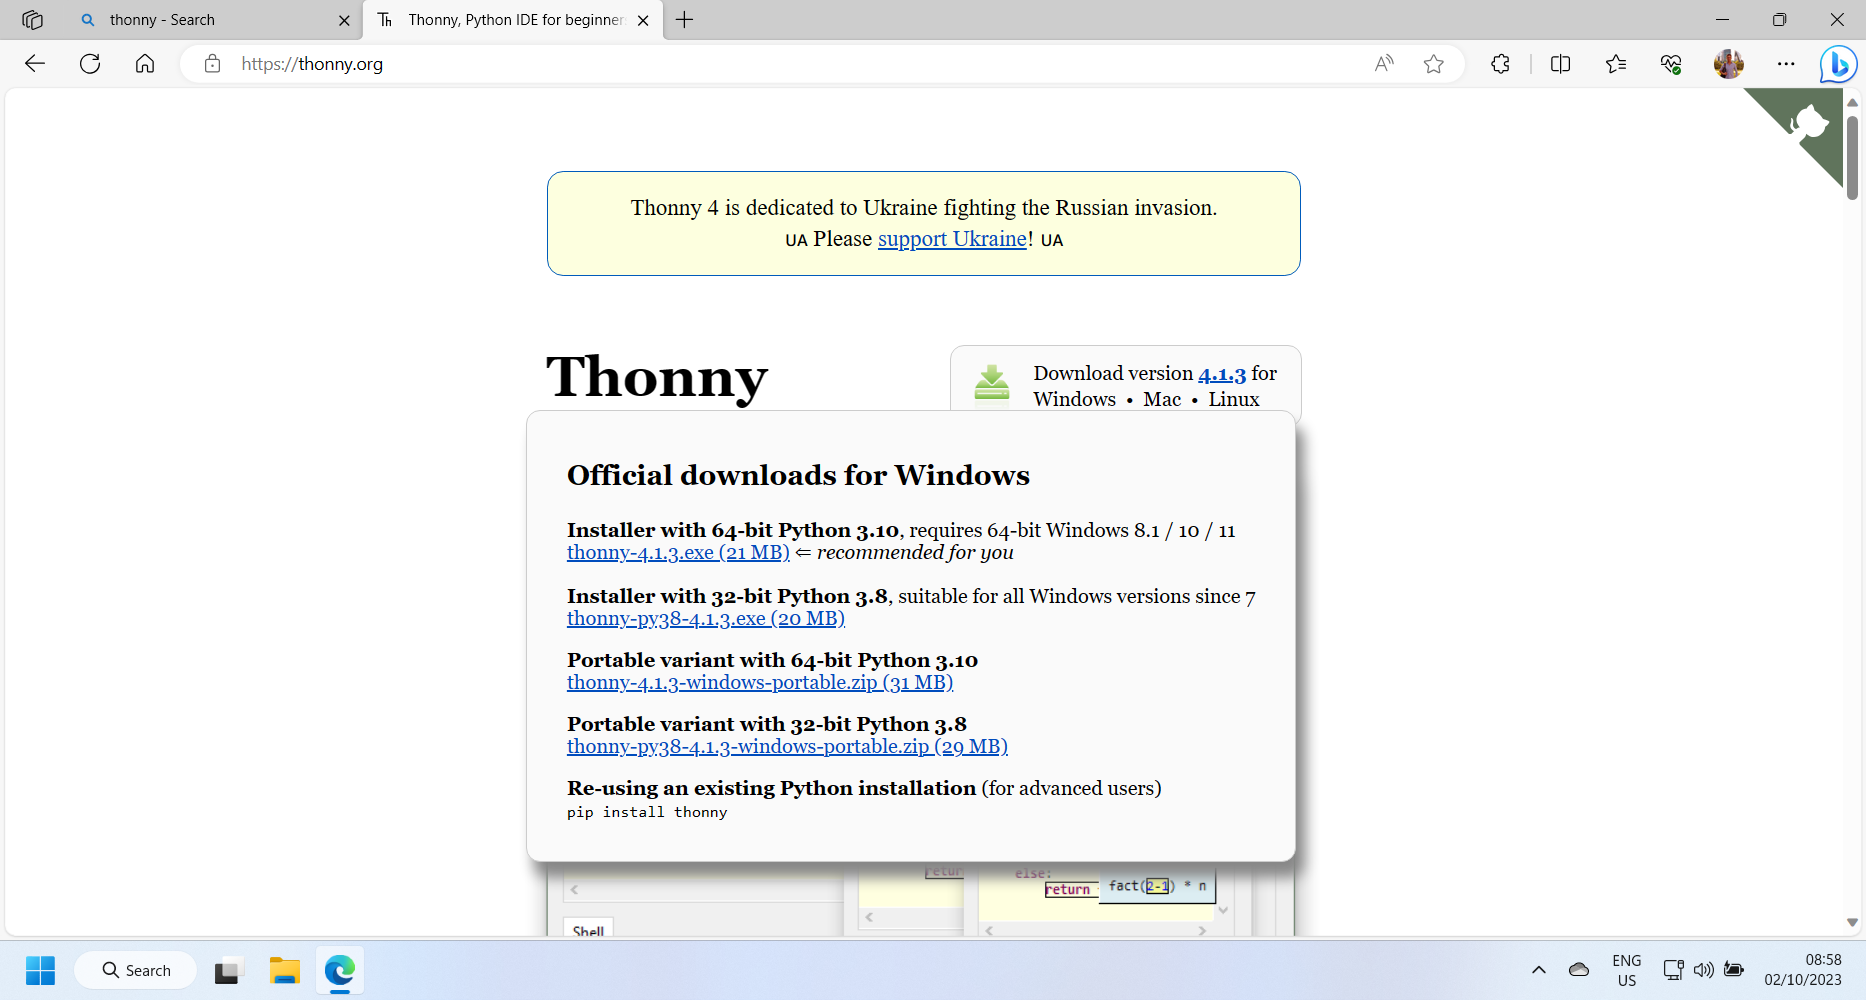 thonny - Search
Th Thonny, Python IDE for beginner
https://thonny.org
Thonny 4 is dedicated to Ukraine fighting the Russian invasion.
UA Please support Ukraine! UA
Thonny
Download version 4.1.3 for
Windows • Mac • Linux
Official downloads for Windows
Installer with 64-bit Python 3.10, requires 64-bit Windows 8.1 / 10 / 11
thonny-4.1.3.exe (21 MB) ⇐ recommended for you
Installer with 32-bit Python 3.8, suitable for all Windows versions since 7
thonny-py38-4.1.3.exe (20 MB)
Portable variant with 64-bit Python 3.10
thonny-4.1.3-windows-portable.zip (31 MB)
Portable variant with 32-bit Python 3.8
thonny-py38-4.1.3-windows-portable.zip (29 MB)
Re-using an existing Python installation (for advanced users)
pip install thonny
else:
return fact(2-1) * n
Shell
Search
ENG
US
08:58
02/10/2023